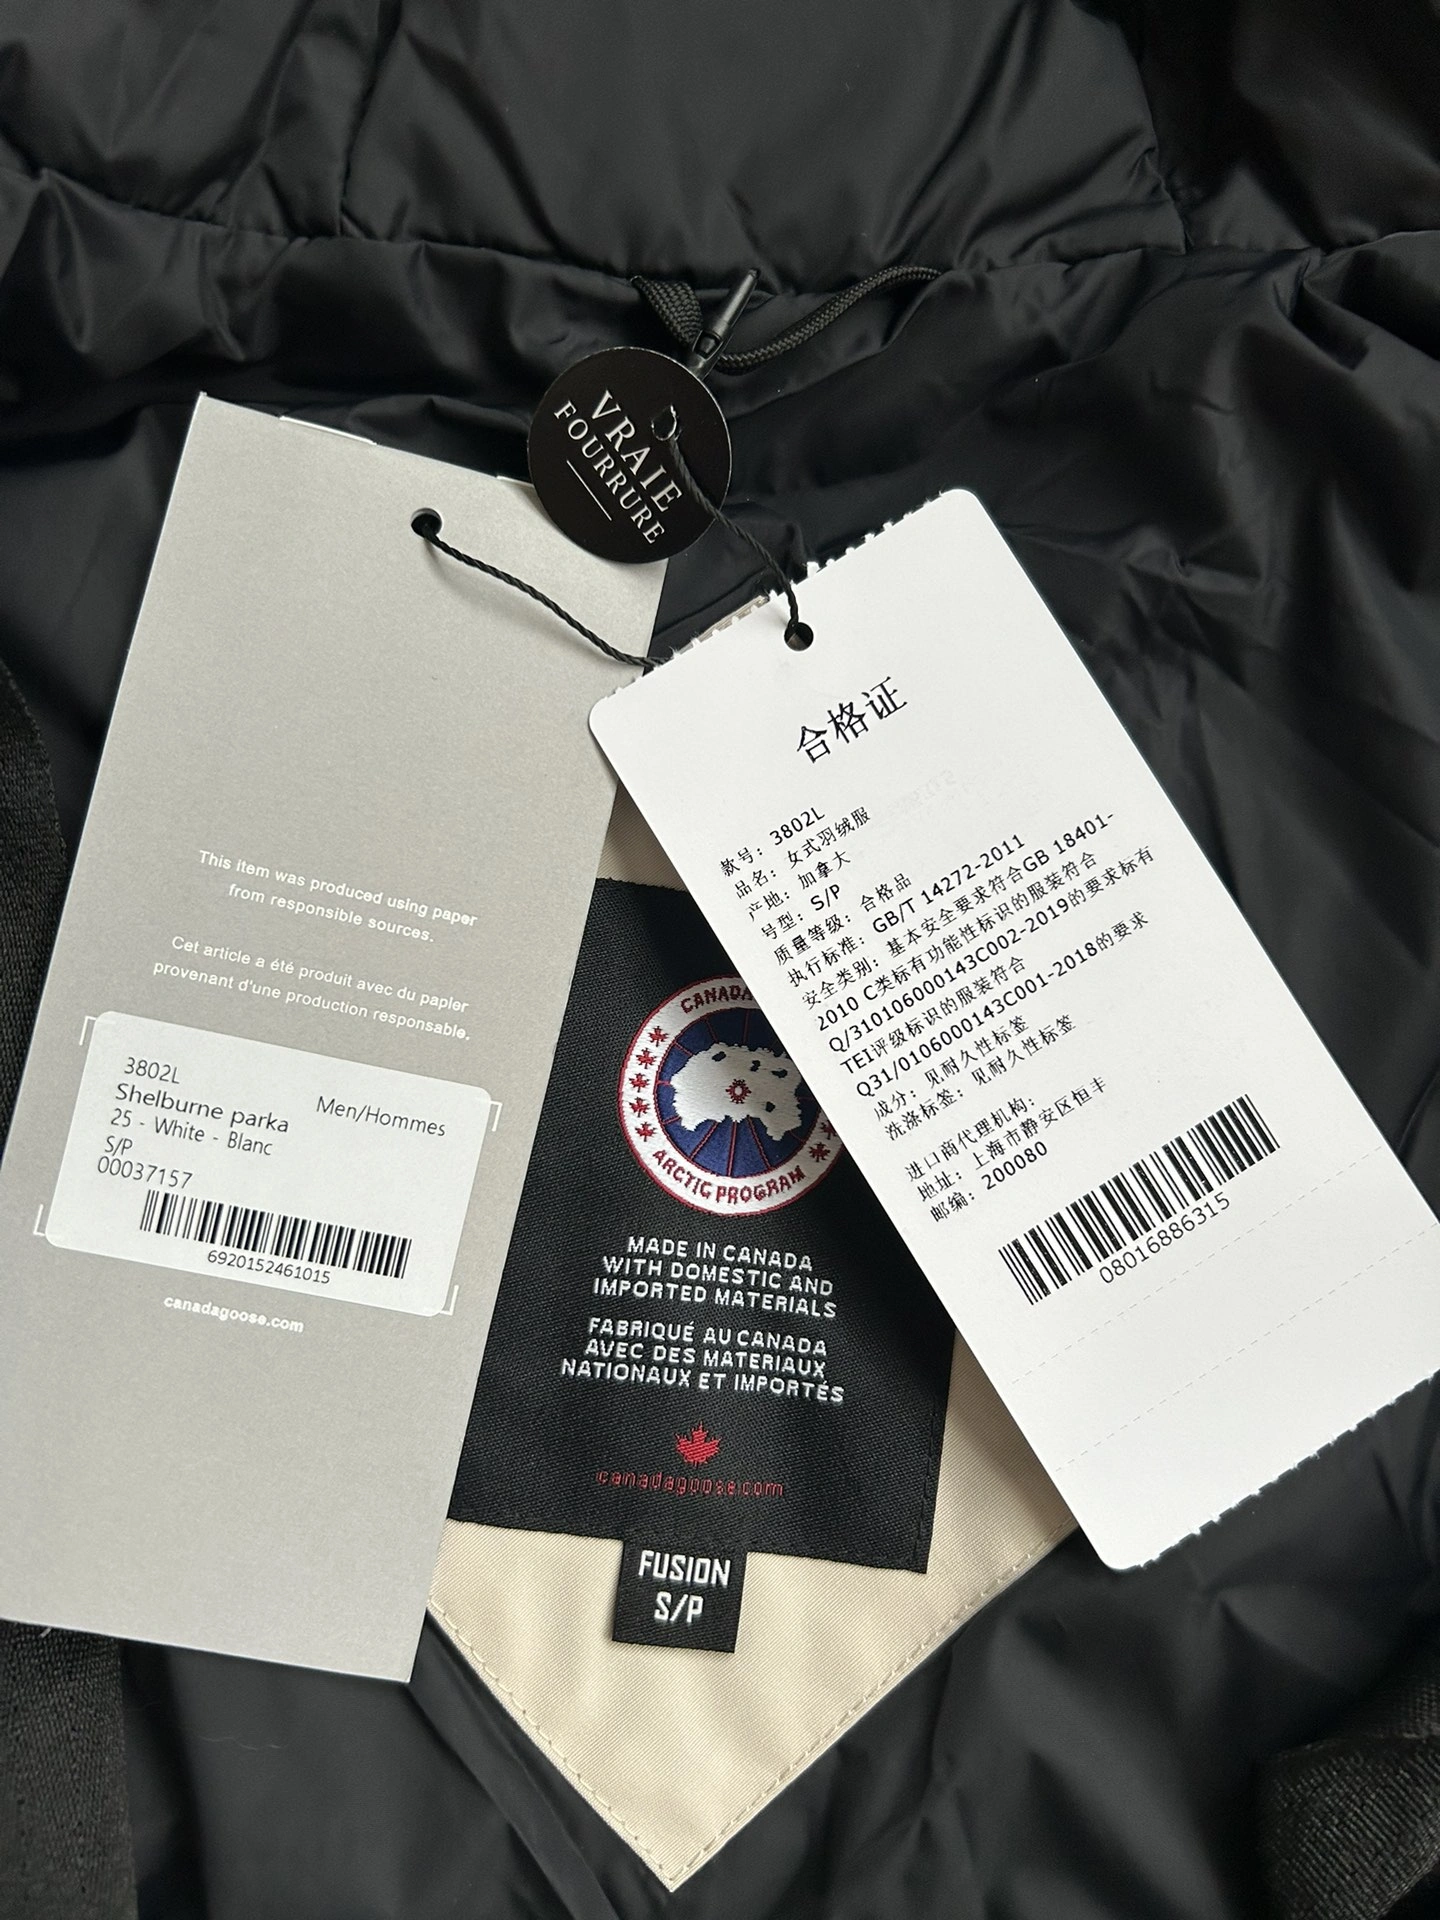 VRAIE
FOURRURE
This item was produced using paper
from responsible sources.
Cet article a été produit avec du papier
provenant d'une production responsable.
3802L
Shelburne parka Men/Hommes
25 - White - Blanc
S/P
00037157
6920152461015
canadagoose.com
CANADA
ARCTIC PROGRAM
MADE IN CANADA
WITH DOMESTIC AND
IMPORTED MATERIALS
FABRIQUÉ AU CANADA
AVEC DES MATERIAUX
NATIONAUX ET IMPORTÉS
canadagoose.com
FUSION
S/P
合格证
款号: 3802L
品名: 女式羽绒服
产地: 加拿大
号型: S/P
质量等级: 合格品
执行标准: GB/T 14272-2011
安全类别: 基本安全要求符合GB 18401-
2010 C类标有功能性标识的服装符合
Q/310106000143C002-2019的要求标有
TEI评级标识的服装符合
Q31/0106000143C001-2018的要求
成分: 见耐久性标签
洗涤标签: 见耐久性标签
进口商代理机构:
地址: 上海市静安区恒丰
邮编: 200080
08016886315